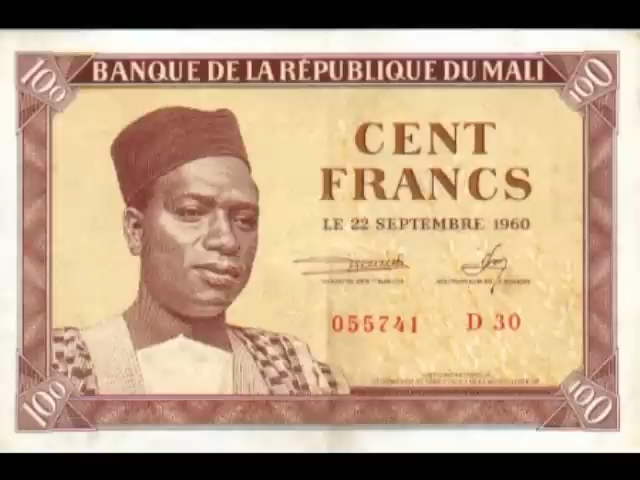 100 BANQUE DE LA RÉPUBLIQUE DU MALI 100
CENT
FRANCS
LE 22 SEPTEMBRE 1960
055741 D 30
100 100